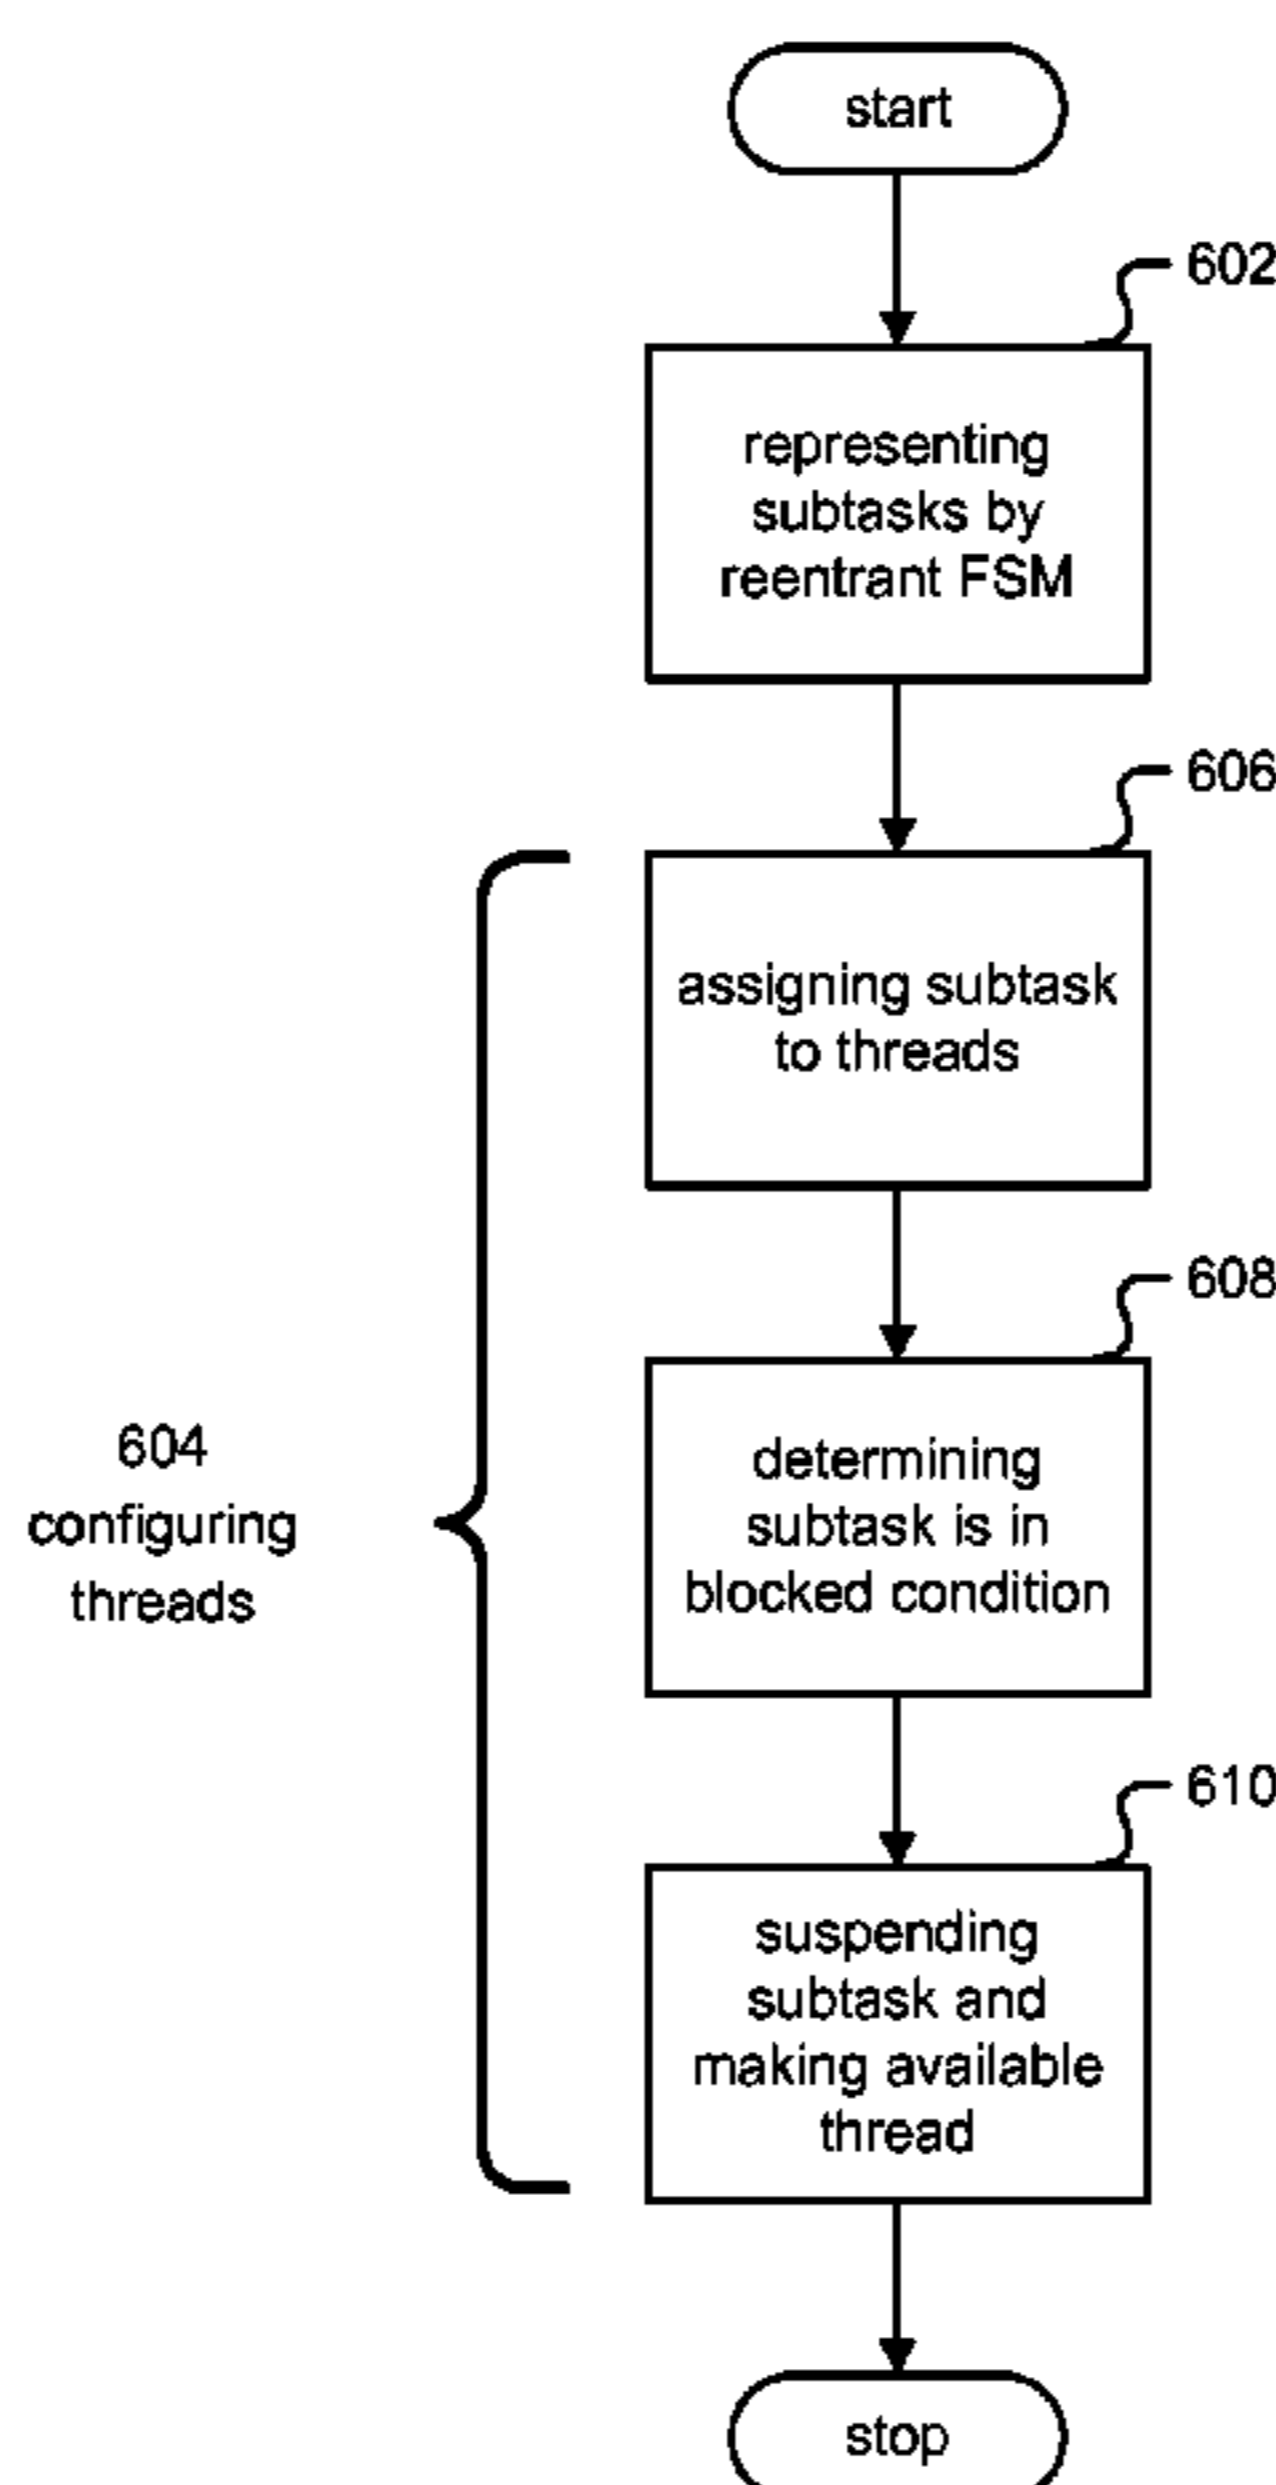 start
602
representing
subtasks by
reentrant FSM
606
assigning subtask
to threads
608
determining
subtask is in
blocked condition
604
configuring
threads
610
suspending
subtask and
making available
thread
stop